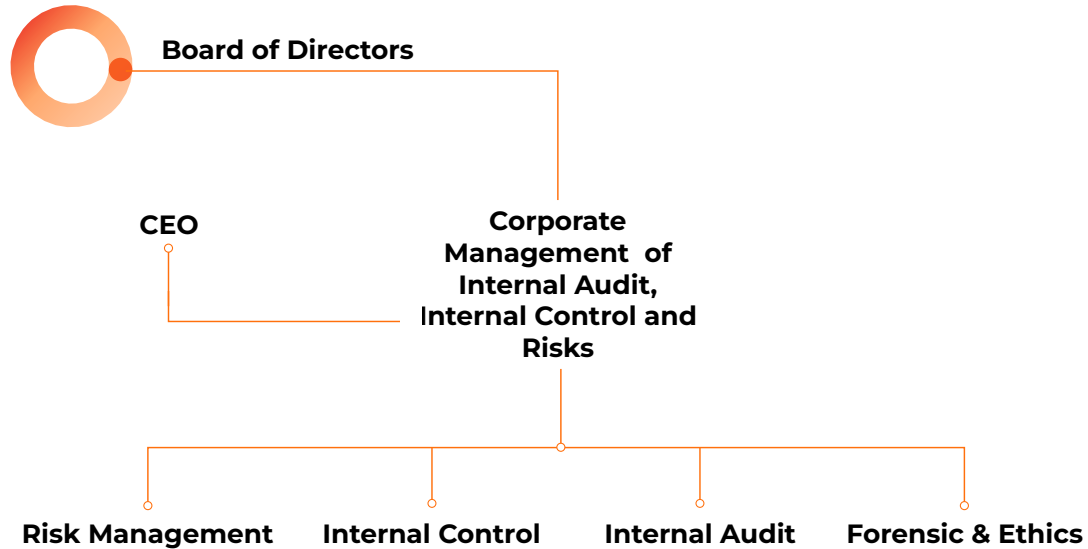 Board of Directors
CEO
Corporate
Management of
Internal Audit,
Internal Control and
Risks
Risk Management
Internal Control
Internal Audit
Forensic & Ethics